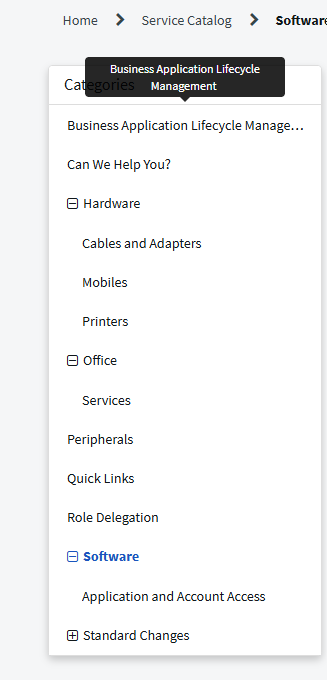 Home > Service Catalog > Software
Business Application Lifecycle
Management
Categories
Business Application Lifecycle Manage...
Can We Help You?
Hardware
Cables and Adapters
Mobiles
Printers
Office
Services
Peripherals
Quick Links
Role Delegation
Software
Application and Account Access
Standard Changes